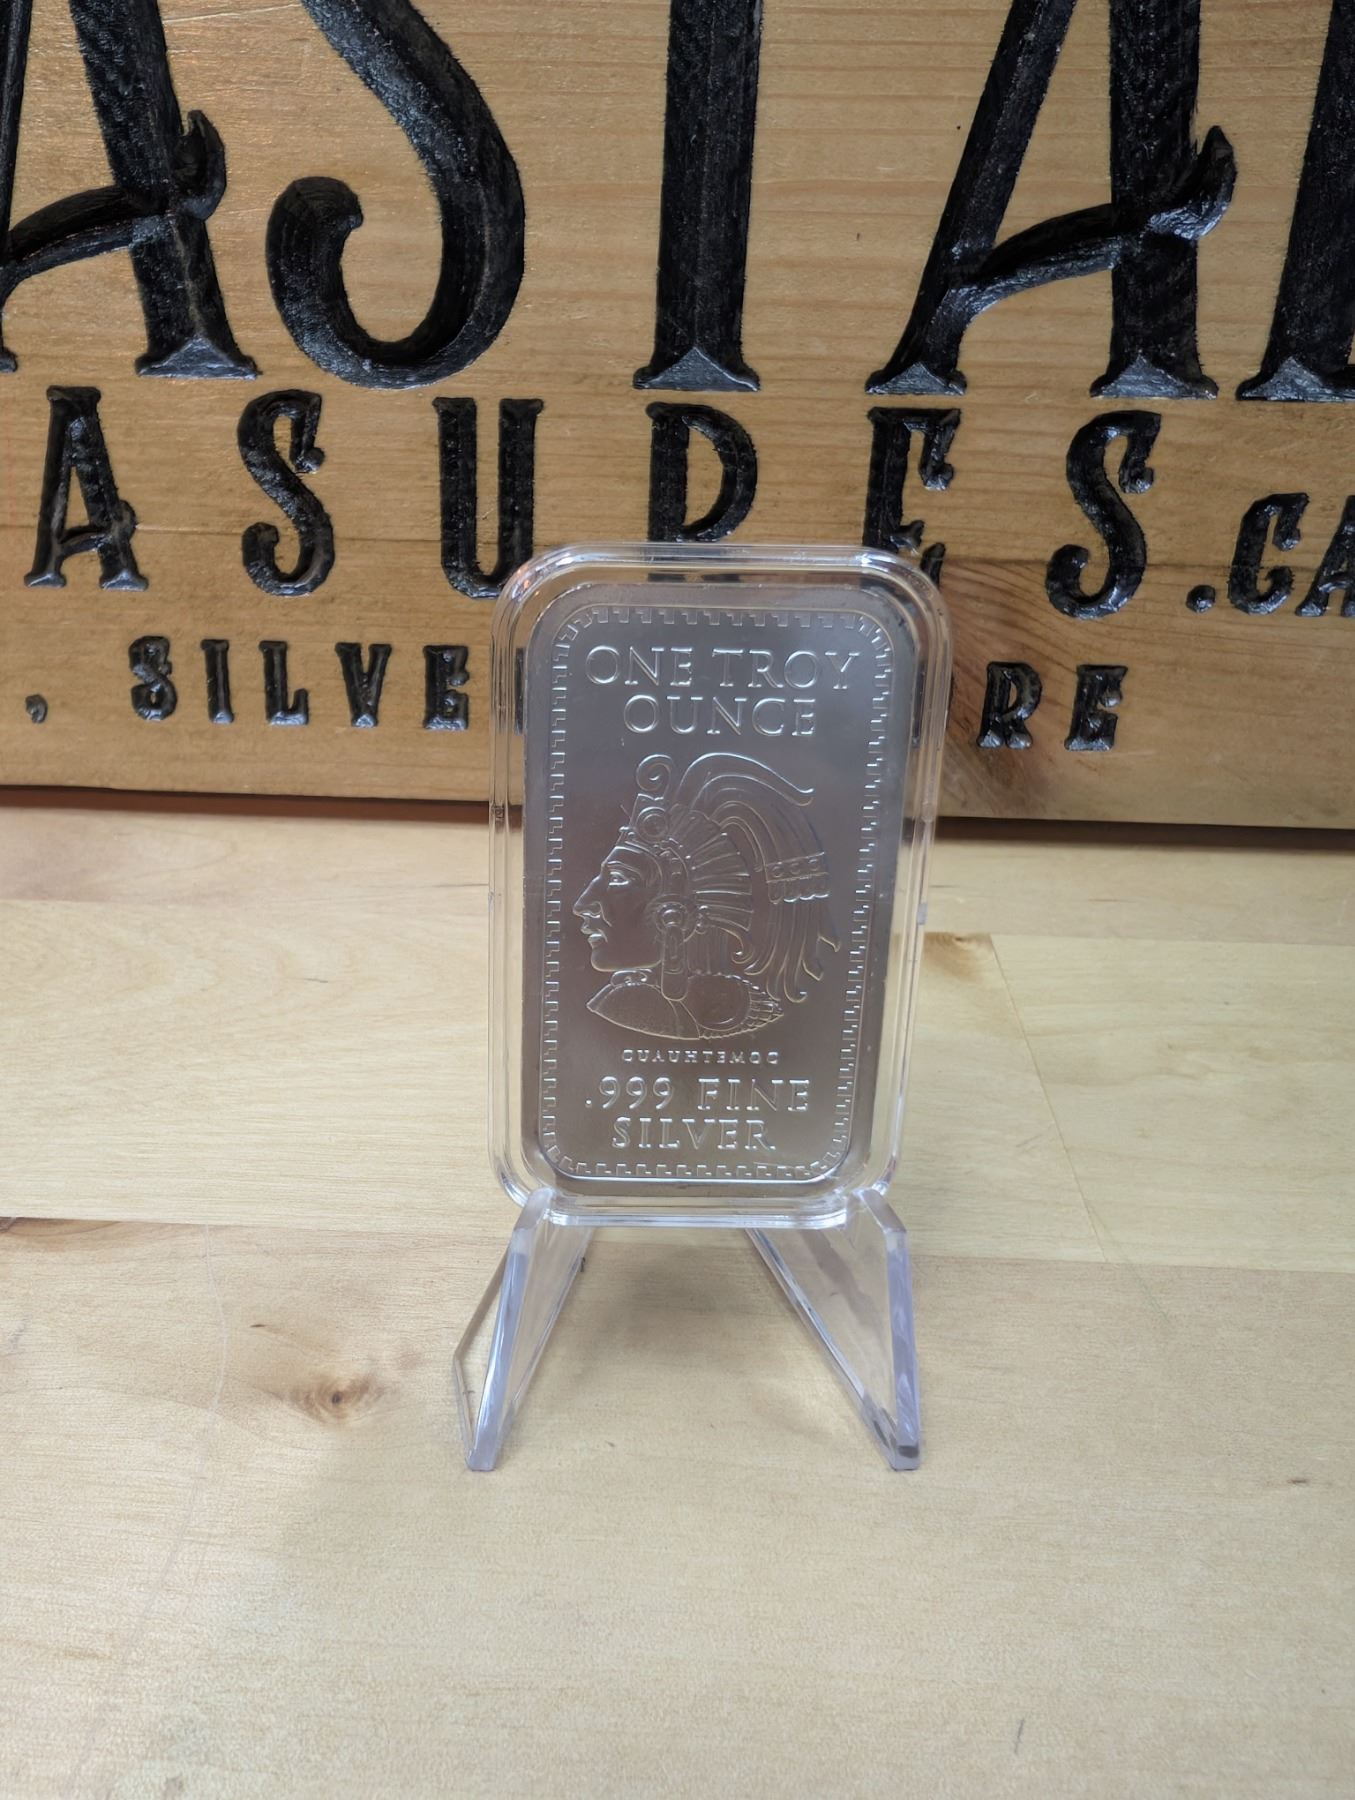 ASTAL
ASURES.CA
, SILVE RE
ONE TROY
OUNCE
CUAUHTEMOC
.999 FINE
SILVER